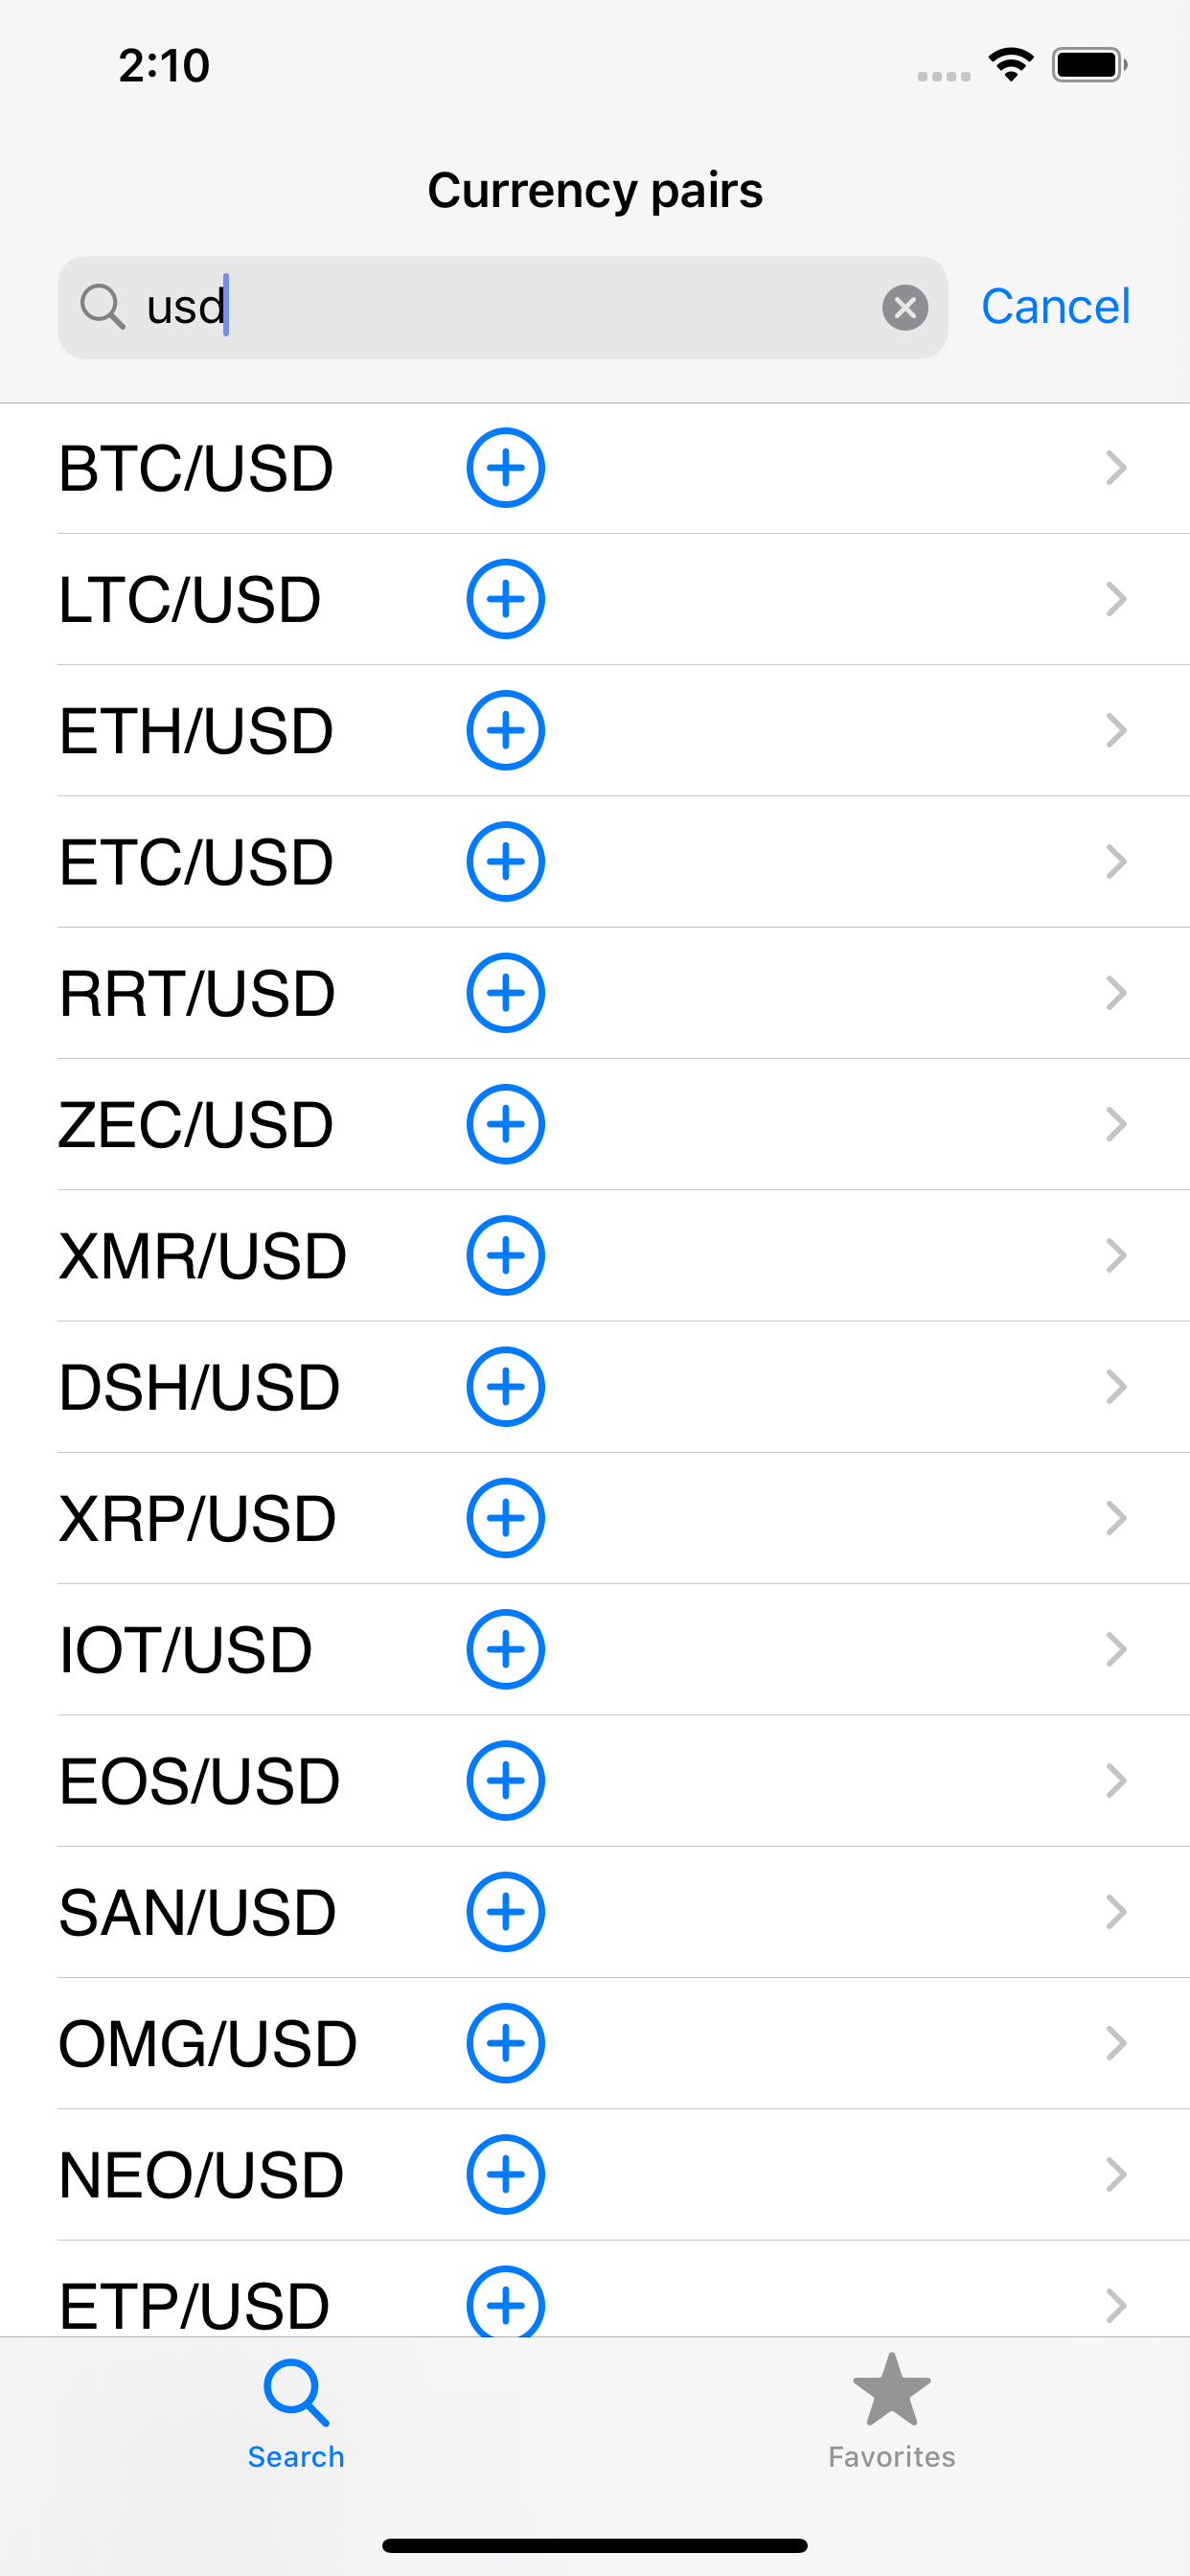 2:10
Currency pairs
usd Cancel
BTC/USD
LTC/USD
ETH/USD
ETC/USD
RRT/USD
ZEC/USD
XMR/USD
DSH/USD
XRP/USD
IOT/USD
EOS/USD
SAN/USD
OMG/USD
NEO/USD
ETP/USD
Search Favorites